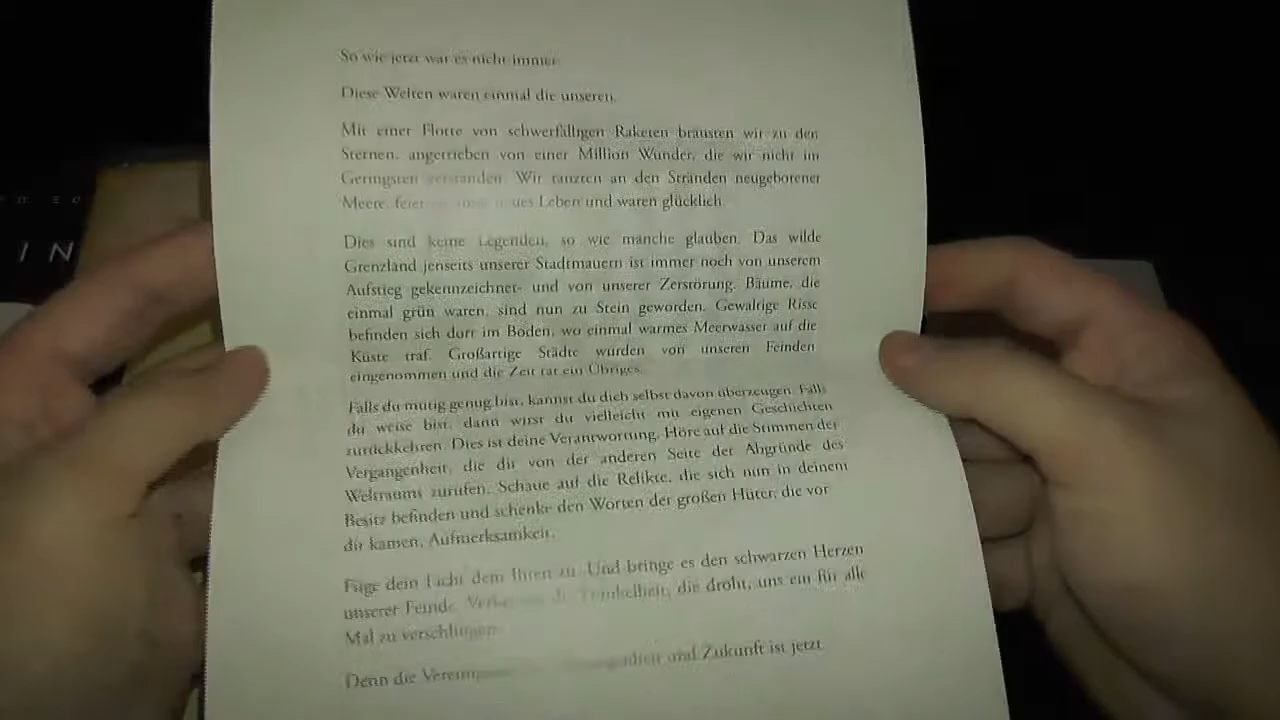 So wie jetzt war es nicht immer.
Diese Welten waren einmal die unseren.
Mit einer Flotte von schwerfälligen Raketen brausten wir zu den
Sternen, angetrieben von einer Million Wunder, die wir nicht im
Geringsten verstanden. Wir tanzten an den Stränden neugeborener
Meere, Leben und waren glücklich.
Dies sind keine Legenden, so wie manche glauben. Das wilde
Grenzland jenseits unserer Stadtmauern ist immer noch von unserem
Aufstieg gekennzeichnet- und von unserer Zerstörung. Bäume, die
einmal grün waren, sind nun zu Stein geworden. Gewaltige Risse
befinden sich dort im Boden, wo einmal warmes Meerwasser auf die
Küste traf. Großartige Städte wurden von unseren Feinden
eingenommen und die Zeit tat ein Übriges.
Falls du mutig genug bist, kannst du dich selbst davon überzeugen. Falls
du weise bist, dann wirst du vielleicht mit eigenen Geschichten
zurückkehren. Dies ist deine Verantwortung. Höre auf die Stimmen der
Vergangenheit, die dir von der anderen Seite der Abgründe des
Weltraums zurufen. Schaue auf die Relikte, die sich nun in deinem
Besitz befinden und schenke den Worten der großen Hüter, die vor
dir kamen, Aufmerksamkeit.
Füge dein Licht dem Ihren zu. Und bringe es den schwarzen Herzen
unserer Feinde. Dunkelheit, die droht, uns ein für alle
Mal zu verschlingen.
Denn die und Zukunft ist jetzt.
I N